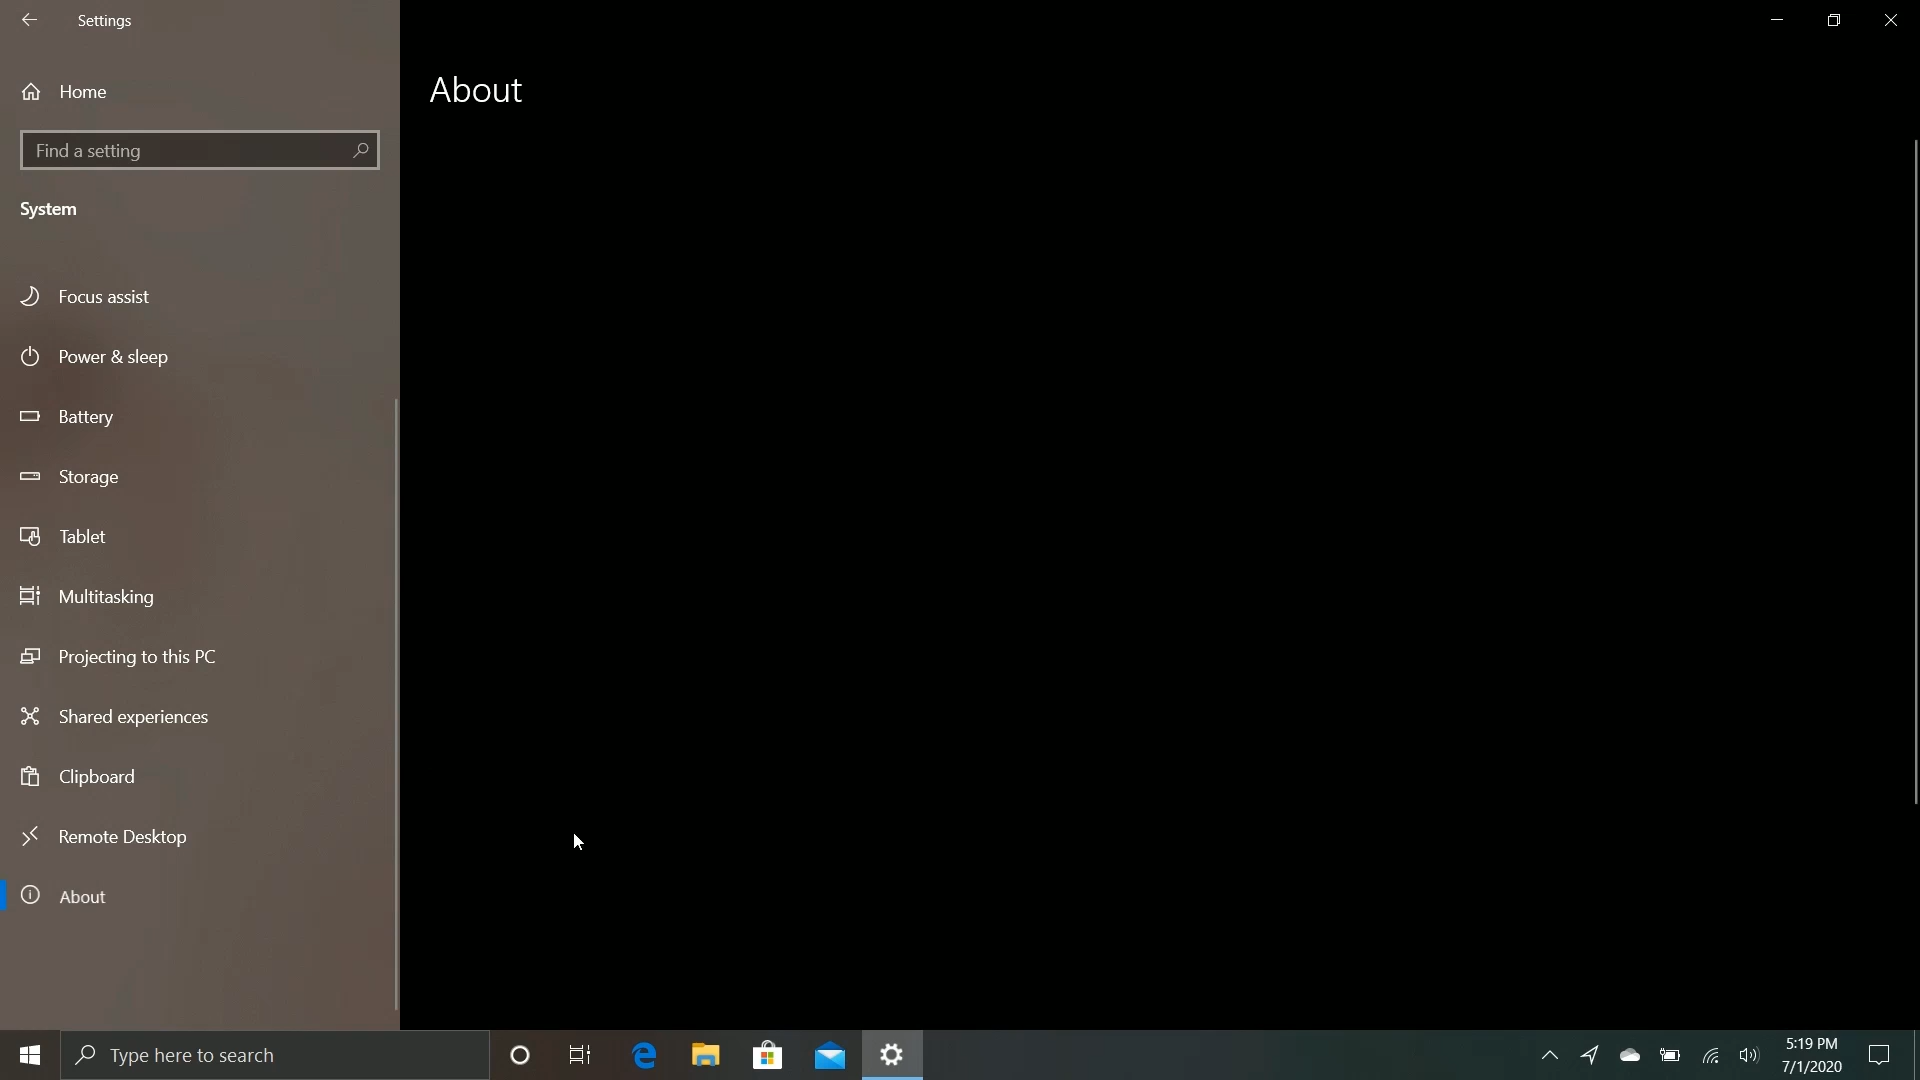 Settings
Home
Find a setting
System
Focus assist
Power & sleep
Battery
Storage
Tablet
Multitasking
Projecting to this PC
Shared experiences
Clipboard
Remote Desktop
About
About
Type here to search
5:19 PM
7/1/2020